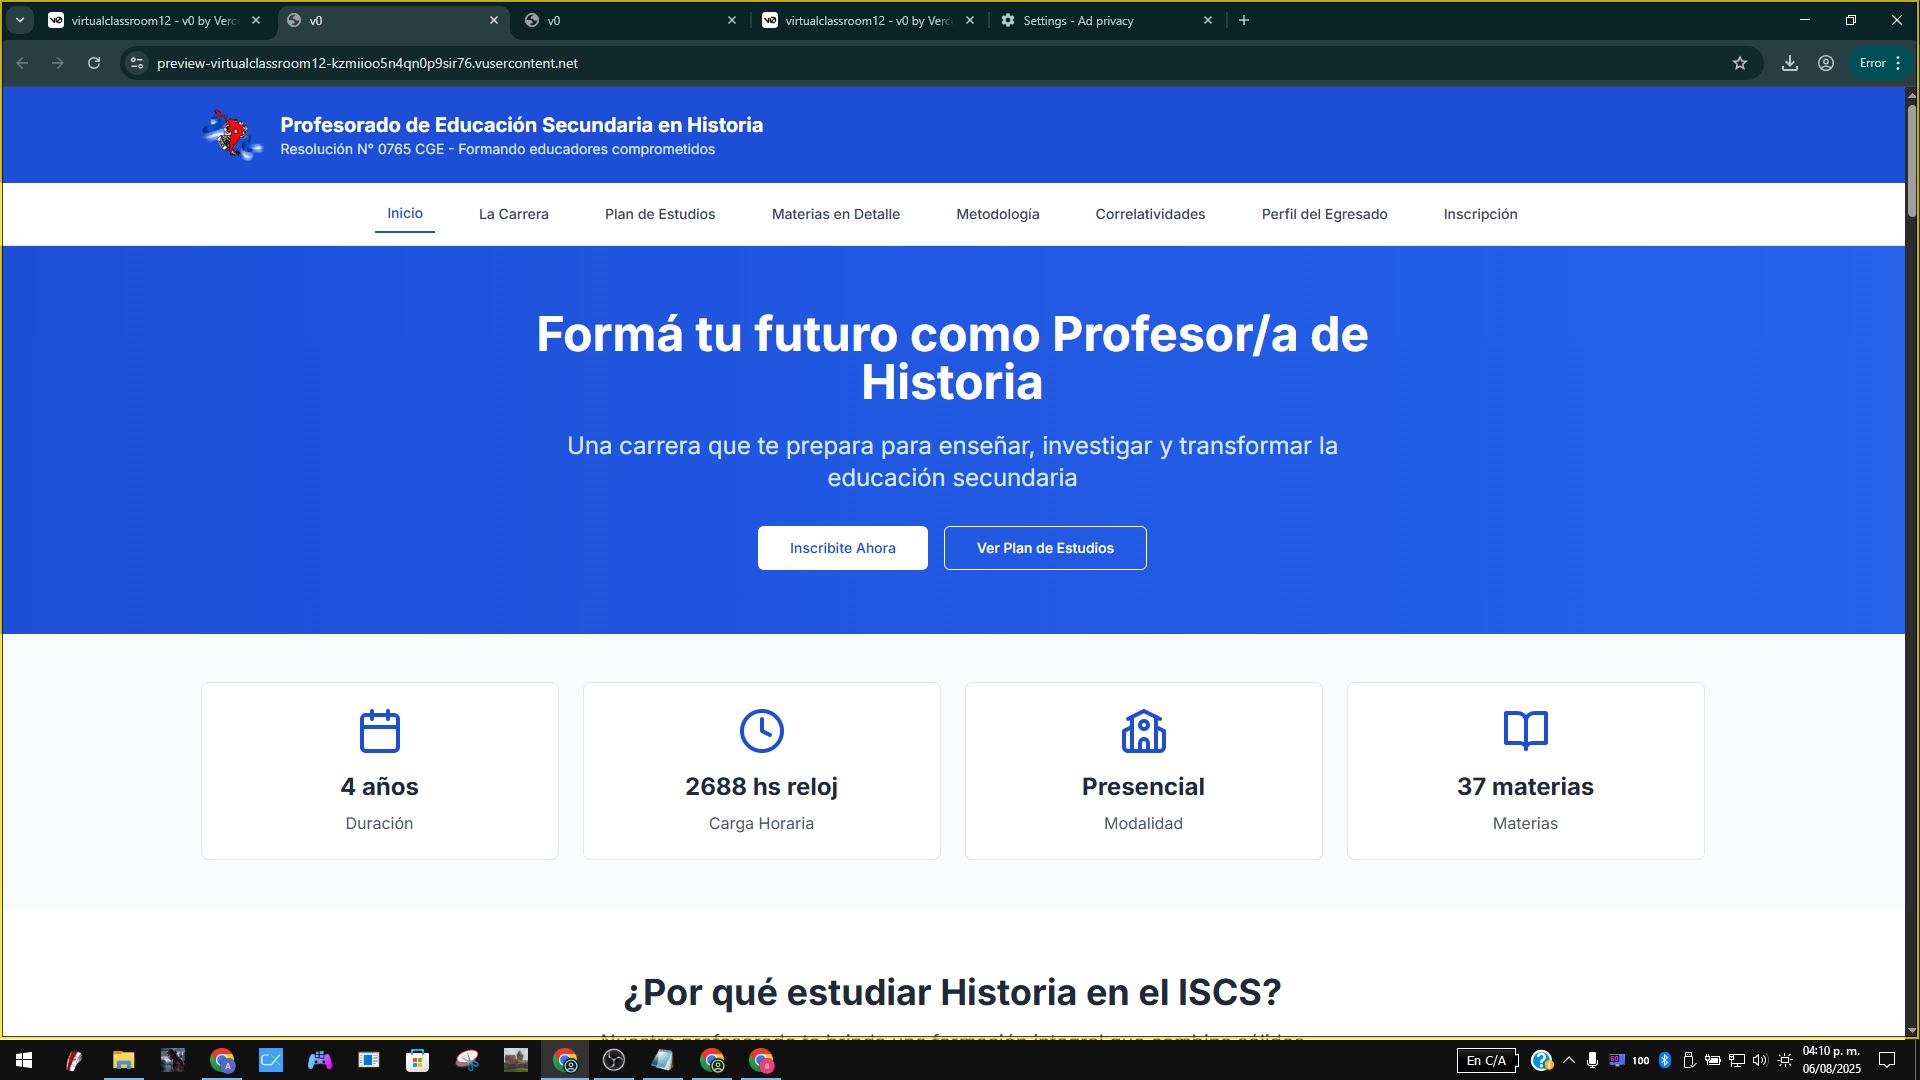 virtualclassroom12 - v0 by Verc
v0
v0
virtualclassroom12 - v0 by Verc
Settings - Ad privacy
preview-virtualclassroom12-kzmiioo5n4qn0p9sir76.vusercontent.net
Error
Profesorado de Educación Secundaria en Historia
Resolución N° 0765 CGE - Formando educadores comprometidos
Inicio
La Carrera
Plan de Estudios
Materias en Detalle
Metodología
Correlatividades
Perfil del Egresado
Inscripción
Formá tu futuro como Profesor/a de
Historia
Una carrera que te prepara para enseñar, investigar y transformar la
educación secundaria
Inscribite Ahora
Ver Plan de Estudios
4 años
Duración
2688 hs reloj
Carga Horaria
Presencial
Modalidad
37 materias
Materias
¿Por qué estudiar Historia en el ISCS?
En C/A
100
04:10 p. m.
06/08/2025